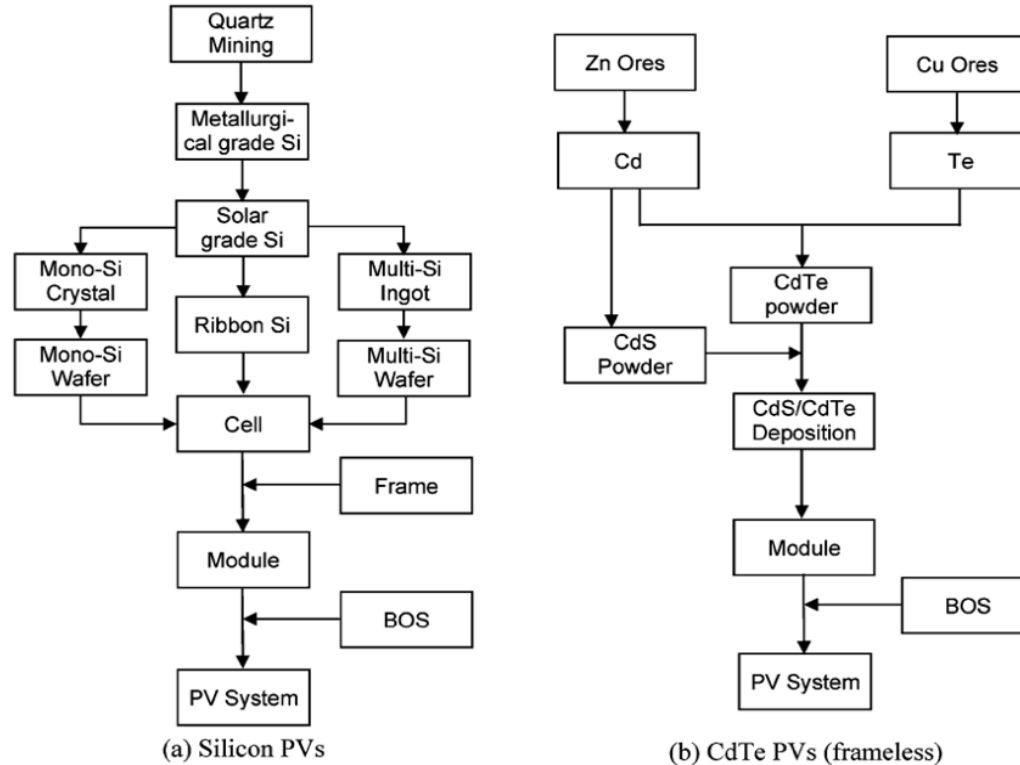 Quartz
Mining
Metallurgi-
cal grade Si
Solar
grade Si
Mono-Si
Crystal
Multi-Si
Ingot
Ribbon Si
Mono-Si
Wafer
Multi-Si
Wafer
Cell
Frame
Module
BOS
PV System
(a) Silicon PVs
Zn Ores
Cu Ores
Cd
Te
CdTe
powder
CdS
Powder
CdS/CdTe
Deposition
Module
BOS
PV System
(b) CdTe PVs (frameless)